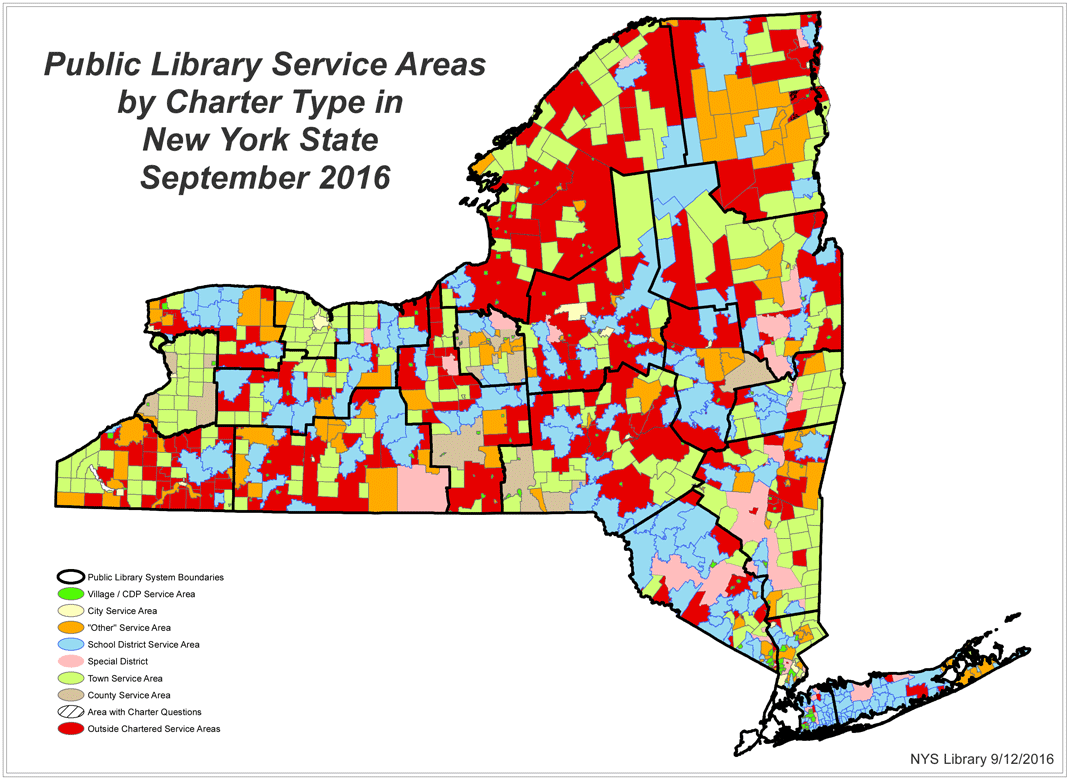 Public Library Service Areas
by Charter Type in
New York State
September 2016
Public Library System Boundaries
Village / CDP Service Area
City Service Area
"Other" Service Area
School District Service Area
Special District
Town Service Area
County Service Area
Area with Charter Questions
Outside Chartered Service Areas
NYS Library 9/12/2016